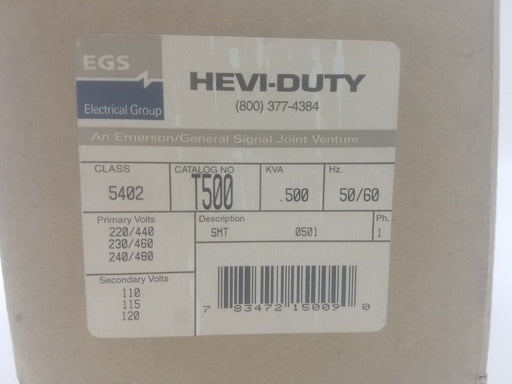 EGS
Electrical Group
HEVI-DUTY
(800) 377-4384
An Emerson/General Signal Joint Venture
CLASS
5402
CATALOG NO
T500
KVA
.500
Hz.
50/60
Primary Volts
220/440
230/460
240/480
Description
SMT 0501
Ph.
1
Secondary Volts
110
115
120
7 83472 15009 0